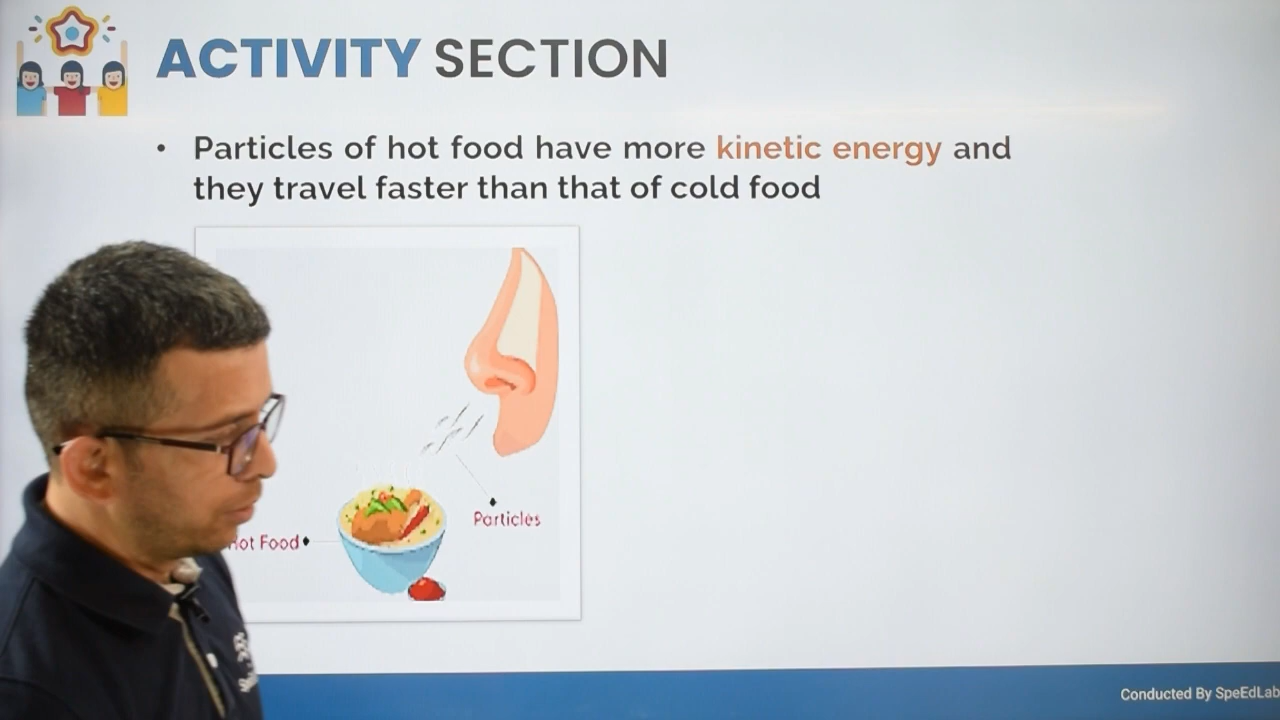 ACTIVITY SECTION
• Particles of hot food have more kinetic energy and
they travel faster than that of cold food
Particles
Hot Food
Conducted By SpeEdLab